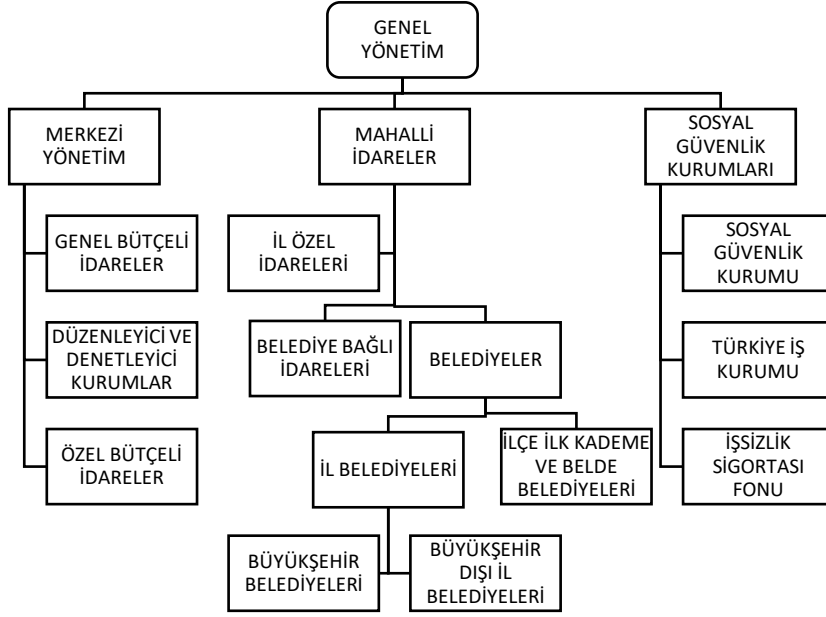 GENEL
YÖNETİM
MERKEZİ
YÖNETİM
MAHALLİ
İDARELER
SOSYAL
GÜVENLİK
KURUMLARI
GENEL BÜTÇELİ
İDARELER
İL ÖZEL
İDARELERİ
SOSYAL
GÜVENLİK
KURUMU
DÜZENLEYİCİ VE
DENETLEYİCİ
KURUMLAR
BELEDİYE BAĞLI
İDARELERİ
BELEDİYELER
TÜRKİYE İŞ
KURUMU
ÖZEL BÜTÇELİ
İDARELER
İL BELEDİYELERİ
İLÇE İLK KADEME
VE BELDE
BELEDİYELERİ
İŞSİZLİK
SİGORTASI
FONU
BÜYÜKŞEHİR
BELEDİYELERİ
BÜYÜKŞEHİR
DIŞI İL
BELEDİYELERİ